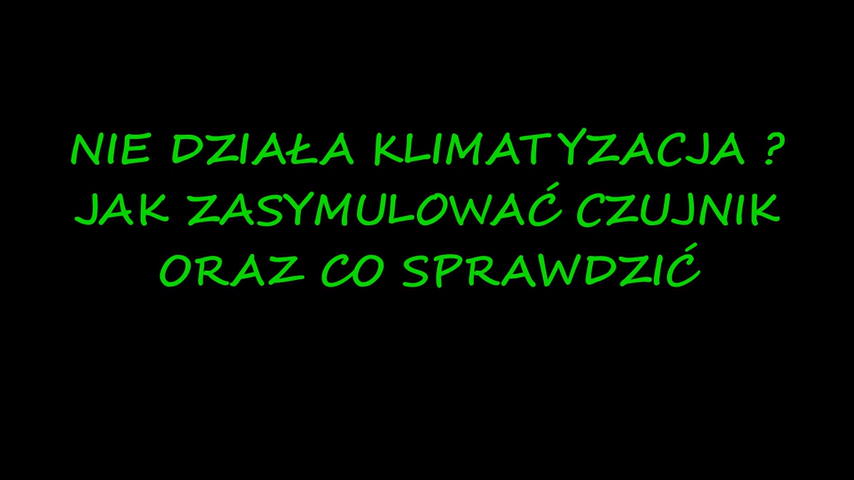 NIE DZIAŁA KLIMATYZACJA ?
JAK ZASYMULOWAĆ CZUJNIK
ORAZ CO SPRAWDZIĆ